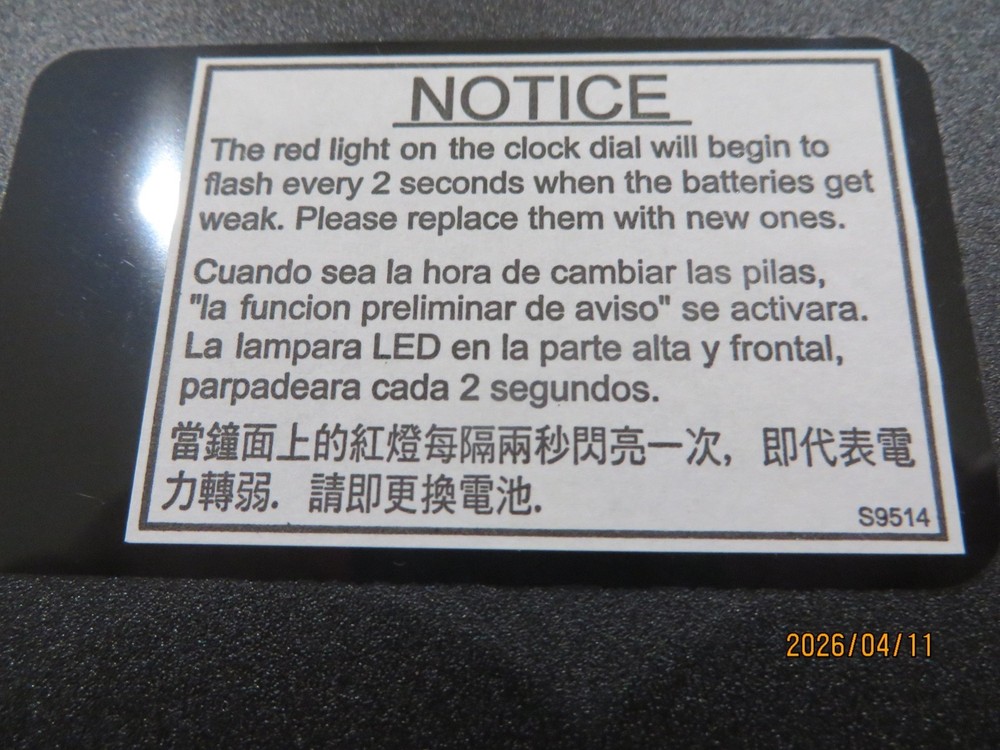 NOTICE
The red light on the clock dial will begin to
flash every 2 seconds when the batteries get
weak. Please replace them with new ones.
Cuando sea la hora de cambiar las pilas,
"la funcion preliminar de aviso" se activara.
La lampara LED en la parte alta y frontal,
parpadeara cada 2 segundos.
當鐘面上的紅燈每隔兩秒閃亮一次, 即代表電
力轉弱. 請即更換電池.
S9514
2026/04/11